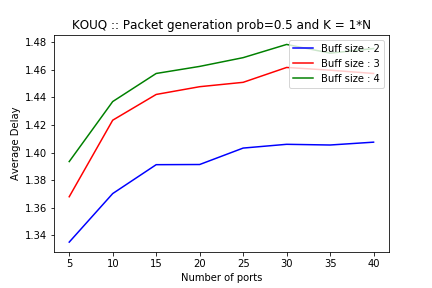 KOUQ :: Packet generation prob=0.5 and K = 1*N
Buff size : 2
Buff size : 3
Buff size : 4
Average Delay
1.48
1.46
1.44
1.42
1.40
1.38
1.36
1.34
5 10 15 20 25 30 35 40
Number of ports